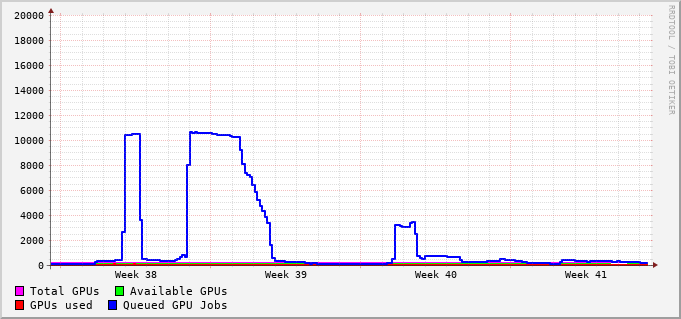 20000
18000
16000
14000
12000
10000
8000
6000
4000
2000
0
Week 38 Week 39 Week 40 Week 41
Total GPUs Available GPUs
GPUs used Queued GPU Jobs
RRDTOOL / TOBI OETIKER